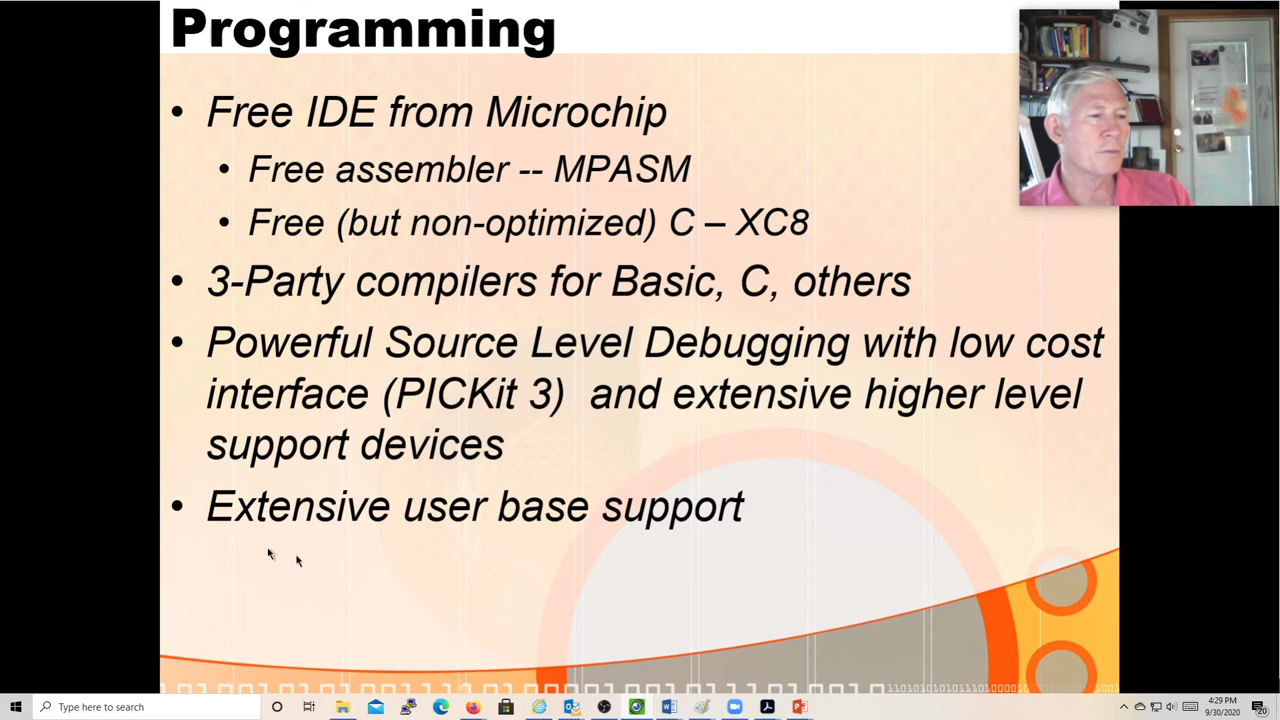 Programming
• Free IDE from Microchip
• Free assembler -- MPASM
• Free (but non-optimized) C – XC8
• 3-Party compilers for Basic, C, others
• Powerful Source Level Debugging with low cost
interface (PICKit 3) and extensive higher level
support devices
• Extensive user base support
Type here to search
4:29 PM
9/30/2020
20